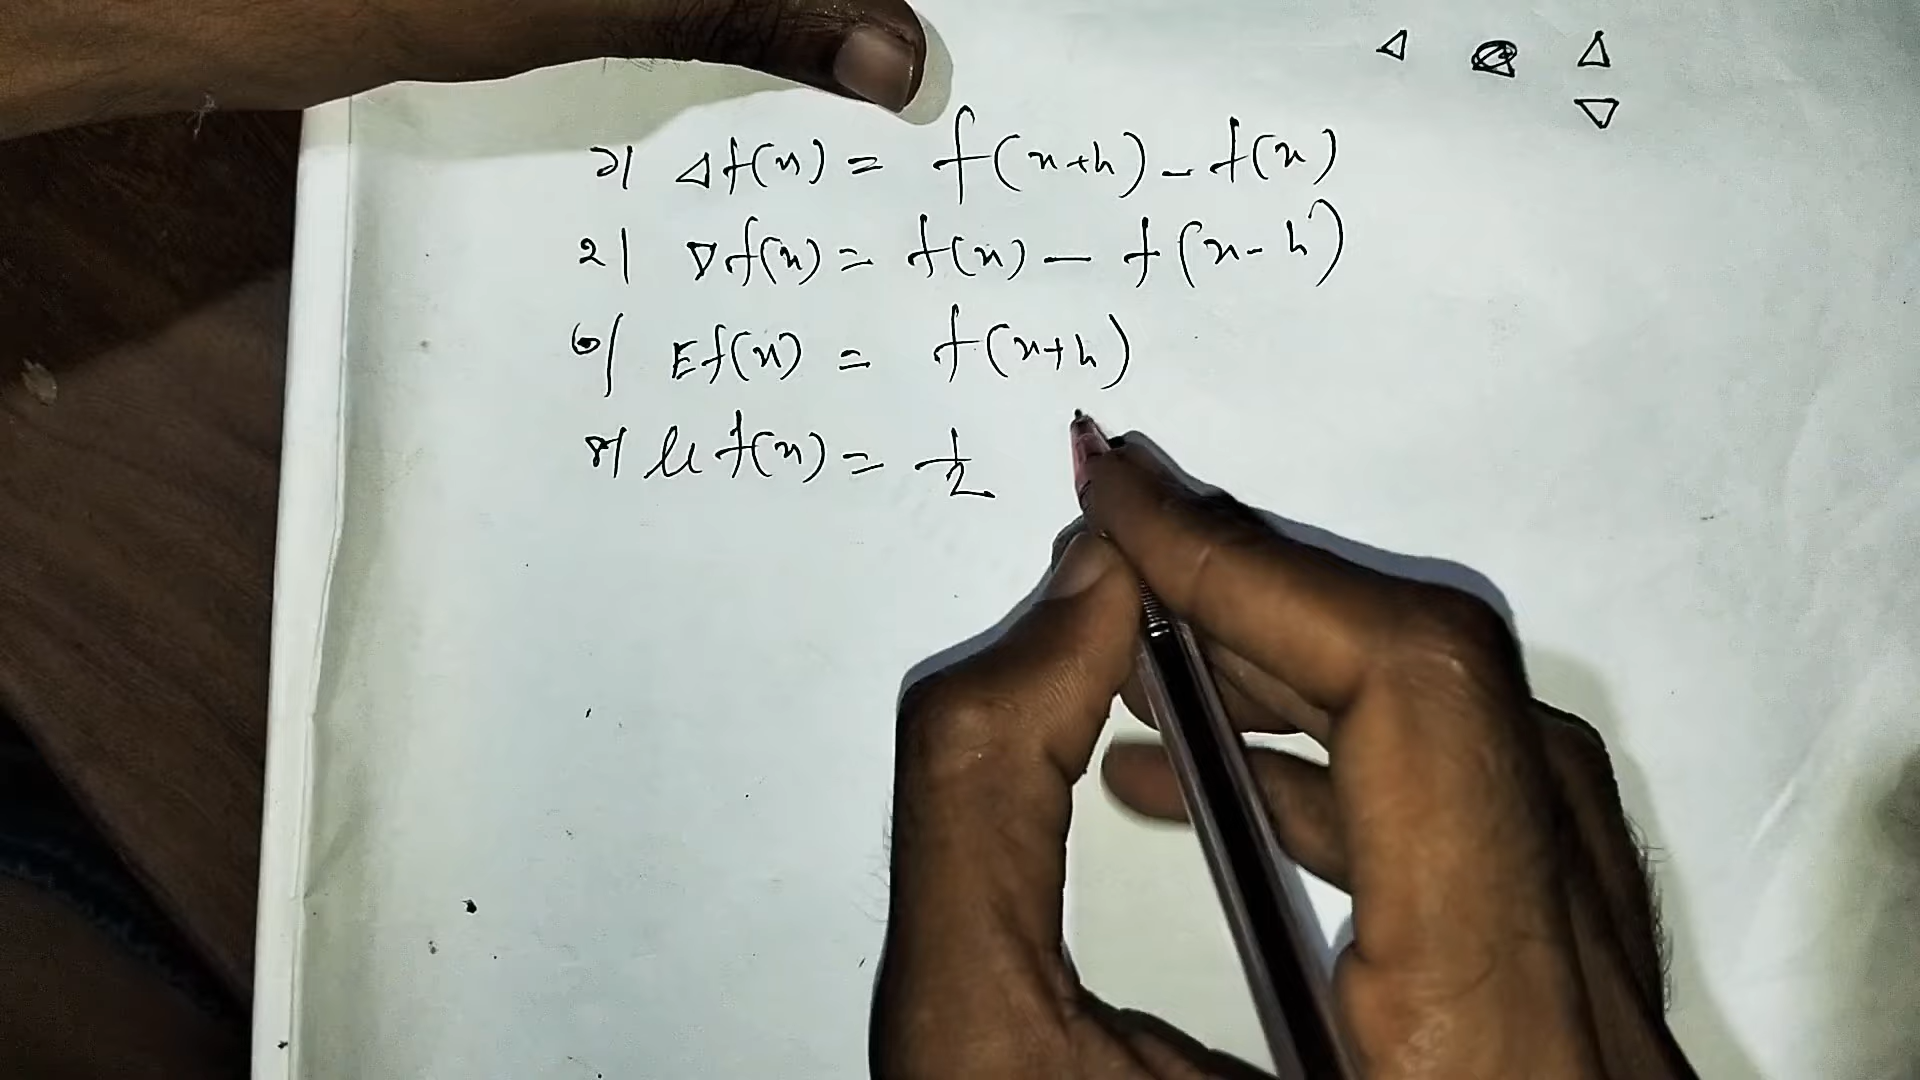 ১| Δf(x) = f(x+h) - f(x)
২| ∇f(x) = f(x) - f(x-h)
৩| Ef(x) = f(x+h)
৪| μf(x) = 1/2